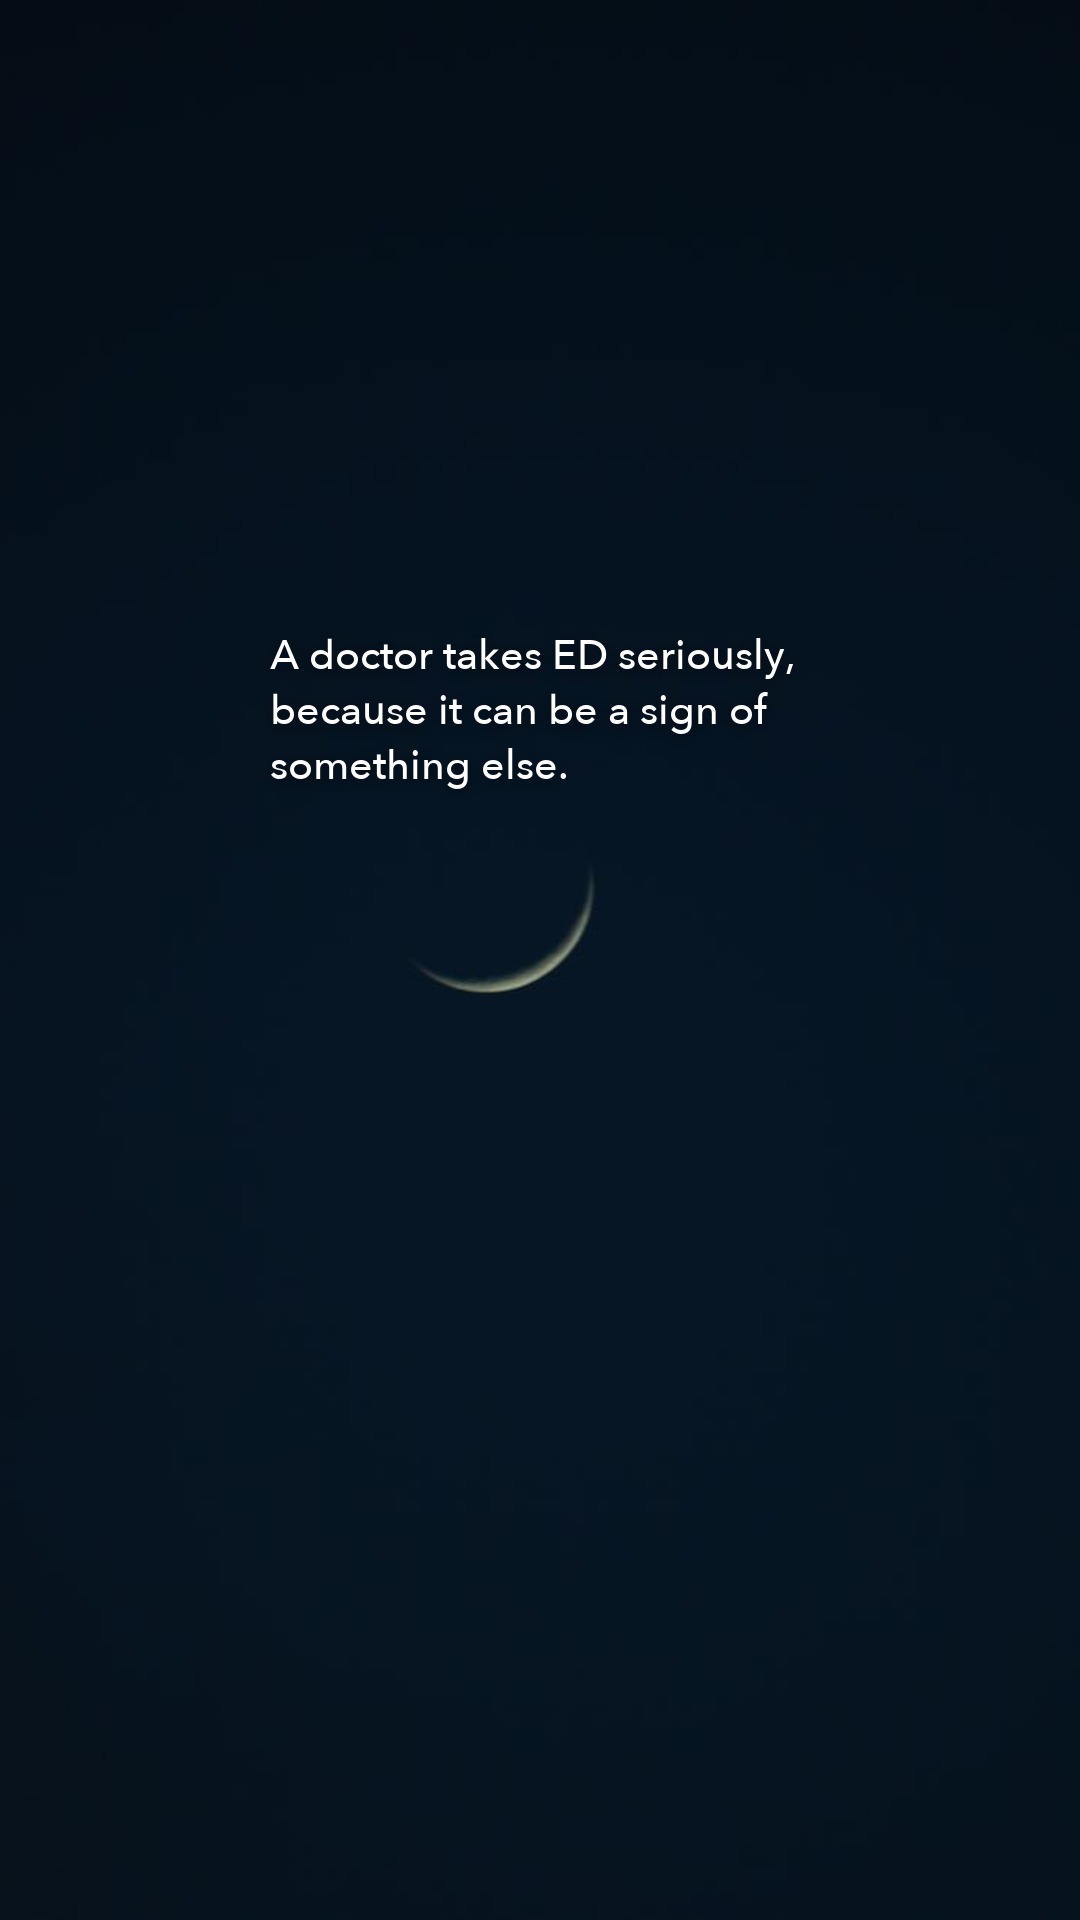 A doctor takes ED seriously,
because it can be a sign of
something else.